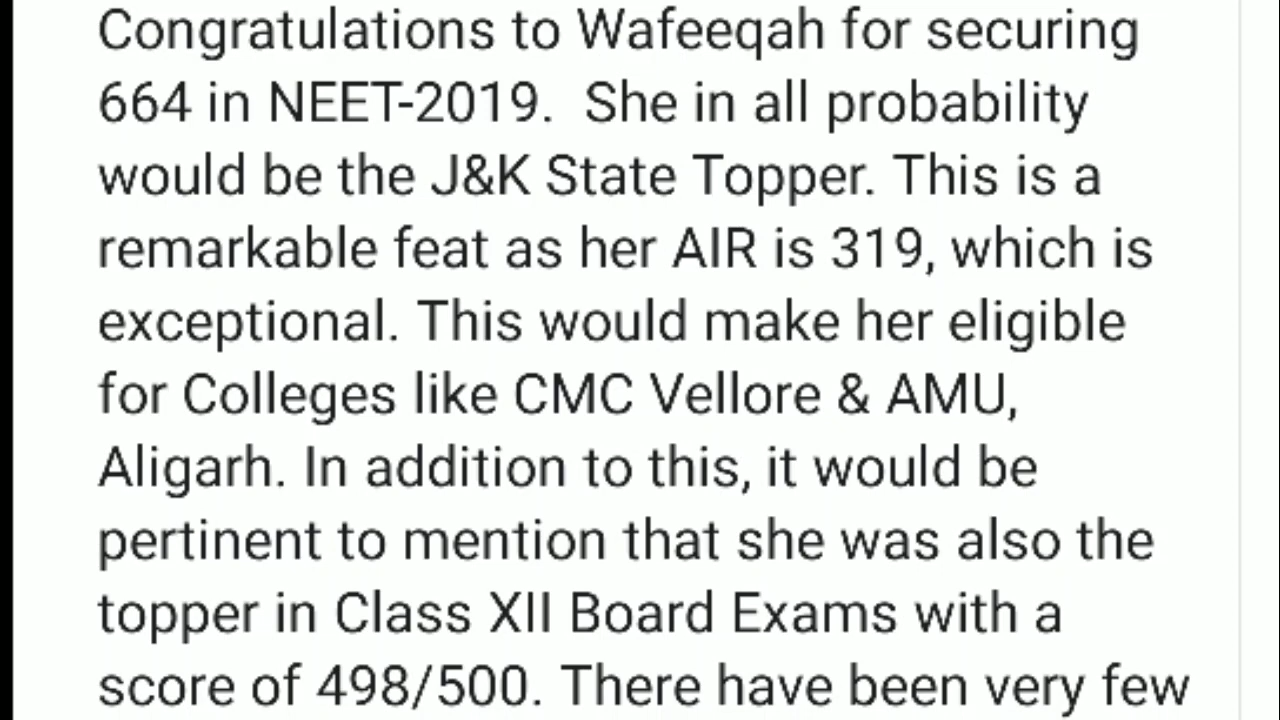 Congratulations to Wafeeqah for securing
664 in NEET-2019.  She in all probability
would be the J&K State Topper. This is a
remarkable feat as her AIR is 319, which is
exceptional. This would make her eligible
for Colleges like CMC Vellore & AMU,
Aligarh. In addition to this, it would be
pertinent to mention that she was also the
topper in Class XII Board Exams with a
score of 498/500. There have been very few